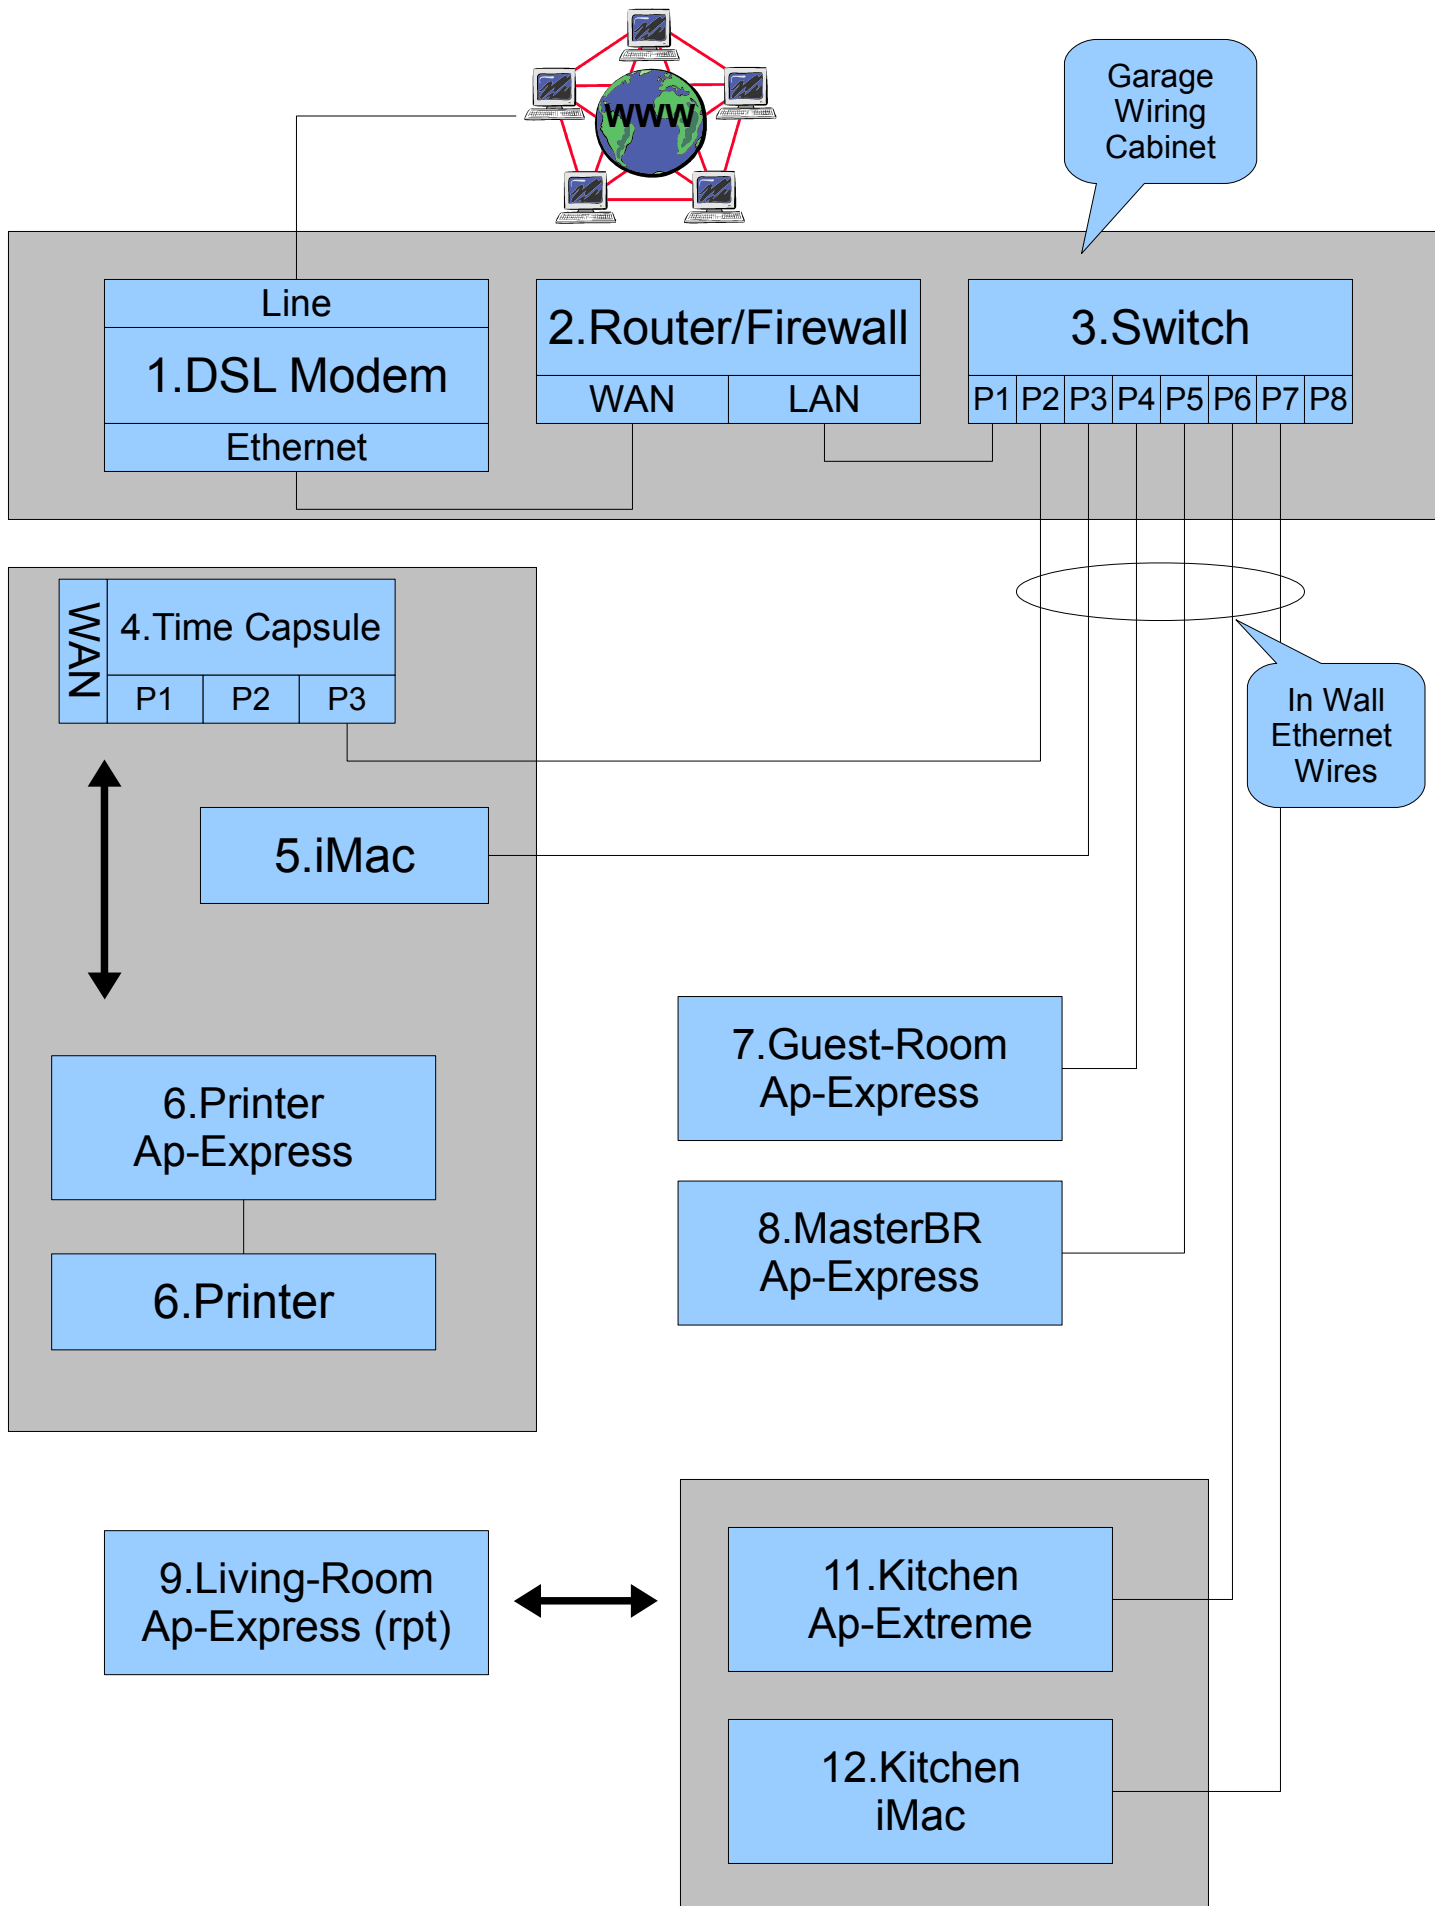 WWW
Garage
Wiring
Cabinet
Line
1.DSL Modem
Ethernet
2.Router/Firewall
WAN LAN
3.Switch
P1 P2 P3 P4 P5 P6 P7 P8
WAN
4.Time Capsule
P1 P2 P3
In Wall
Ethernet
Wires
5.iMac
6.Printer
Ap-Express
6.Printer
7.Guest-Room
Ap-Express
8.MasterBR
Ap-Express
9.Living-Room
Ap-Express (rpt)
11.Kitchen
Ap-Extreme
12.Kitchen
iMac